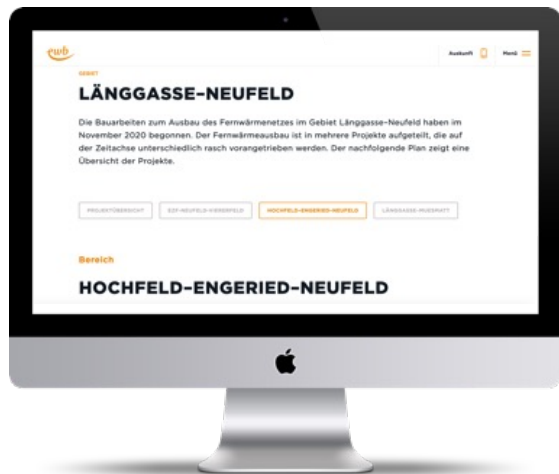 ewb
Auskunft
Menü
GEBIET
LÄNGGASSE-NEUFELD
Die Bauarbeiten zum Ausbau des Fernwärmenetzes im Gebiet Länggasse-Neufeld haben im
November 2020 begonnen. Der Fernwärmeausbau ist in mehrere Projekte aufgeteilt, die auf
der Zeitachse unterschiedlich rasch vorangetrieben werden. Der nachfolgende Plan zeigt eine
Übersicht der Projekte.
PROJEKTÜBERSICHT
HOCHFELD-ENGERIED-NEUFELD
LÄNGGASSE-MUESMATT
Bereich
HOCHFELD-ENGERIED-NEUFELD